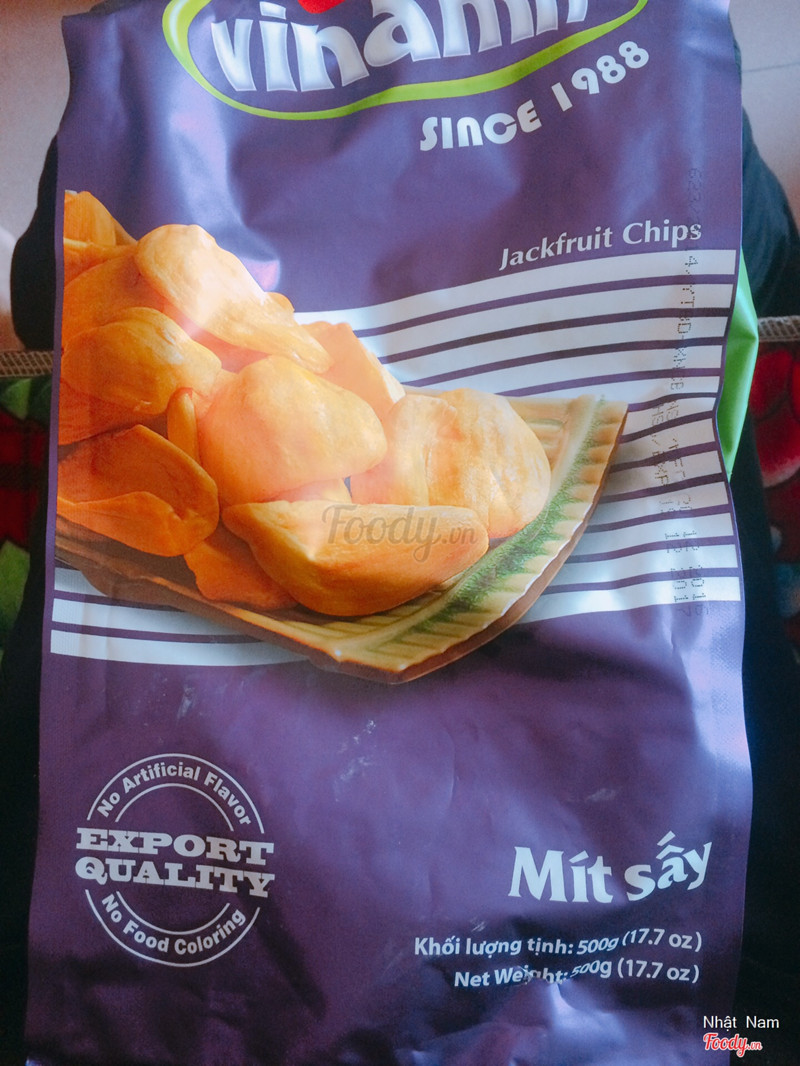 vinamit
SINCE 1988
Jackfruit Chips
Foody.vn
No Artificial Flavor
EXPORT
QUALITY
No Food Coloring
Mít sấy
Khối lượng tịnh: 500g (17.7 oz)
Net Weight: 500g (17.7 oz)
Nhật Nam
Foody.vn